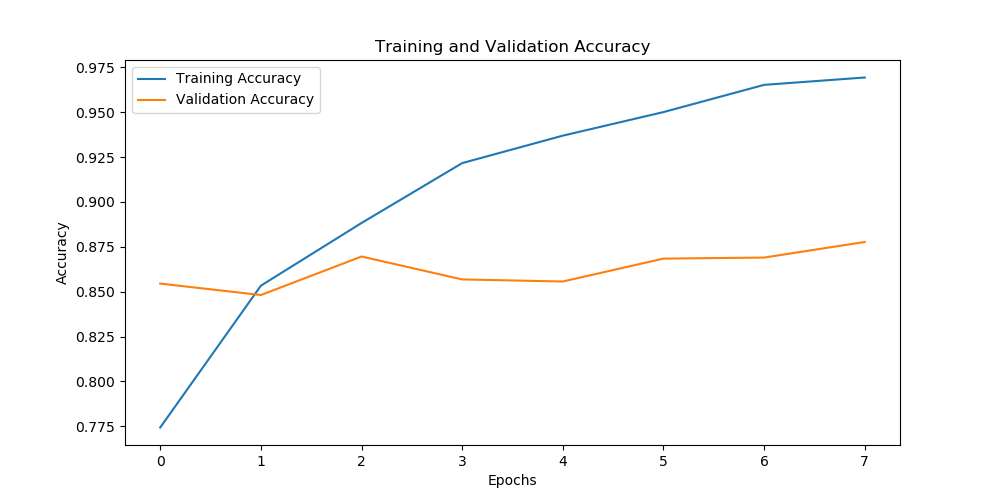 Training and Validation Accuracy
Training Accuracy
Validation Accuracy
0.975
0.950
0.925
0.900
0.875
0.850
0.825
0.800
0.775
Accuracy
0 1 2 3 4 5 6 7
Epochs